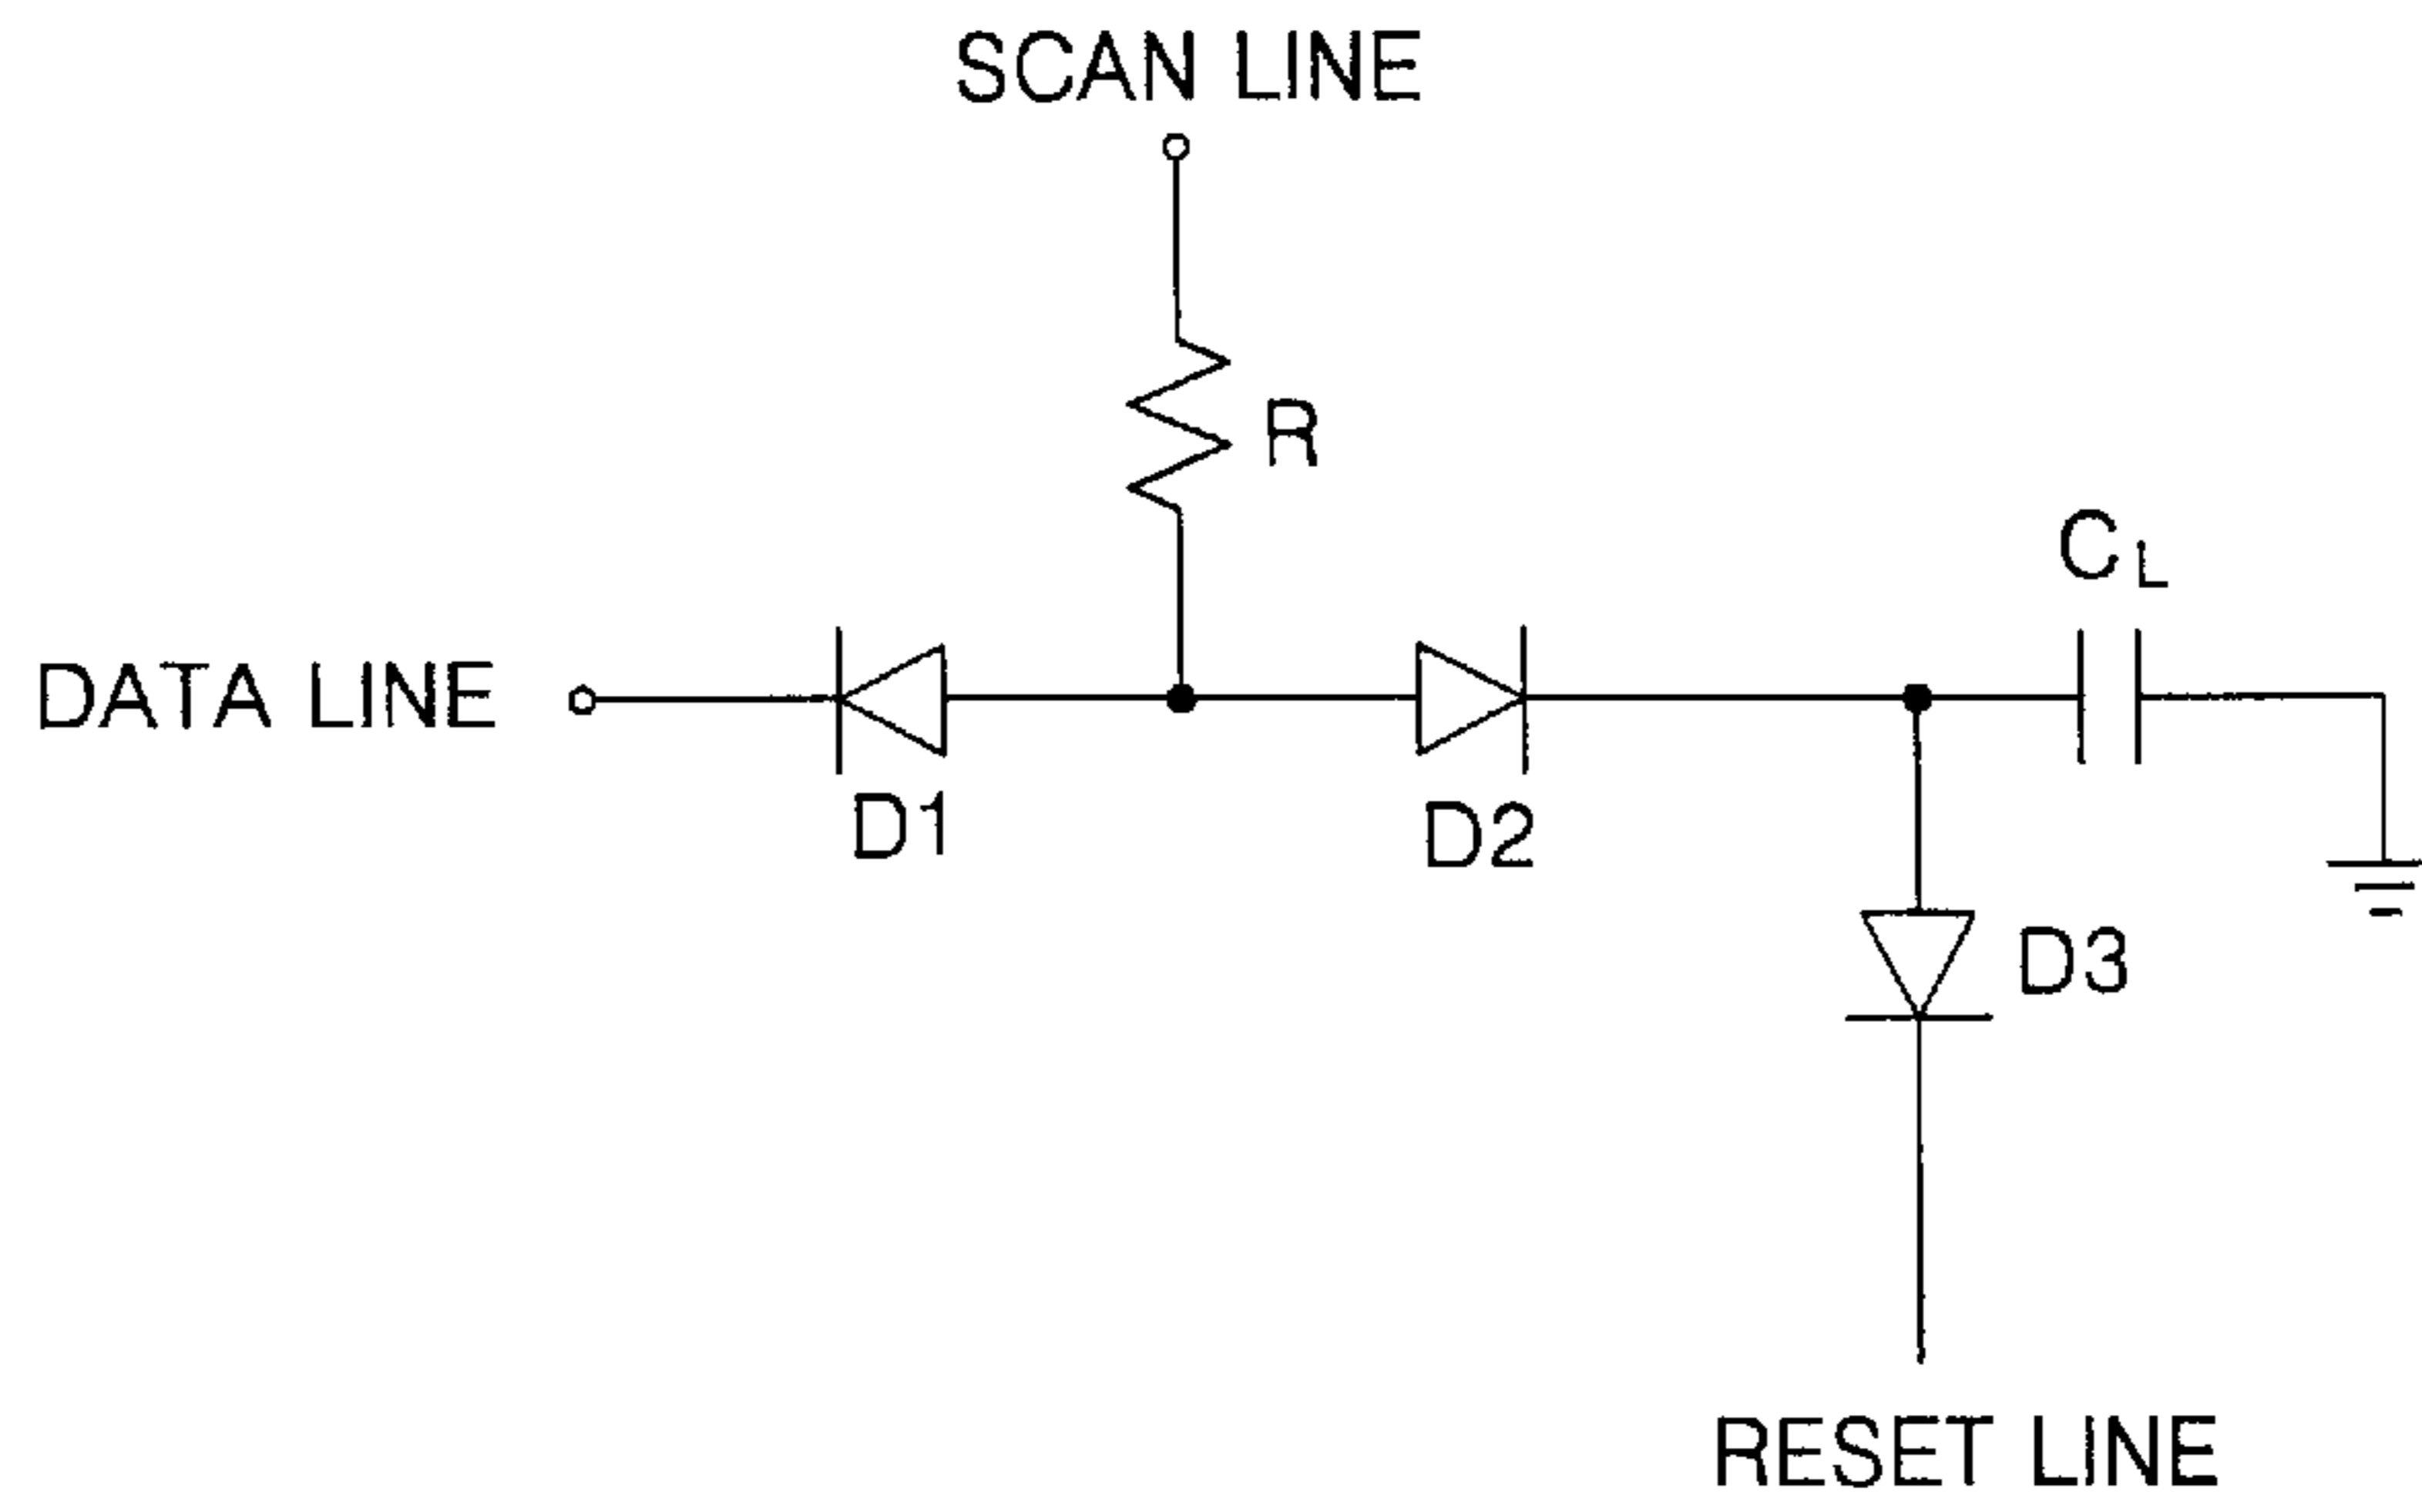 SCAN LINE
R
CL
DATA LINE
D1
D2
D3
RESET LINE